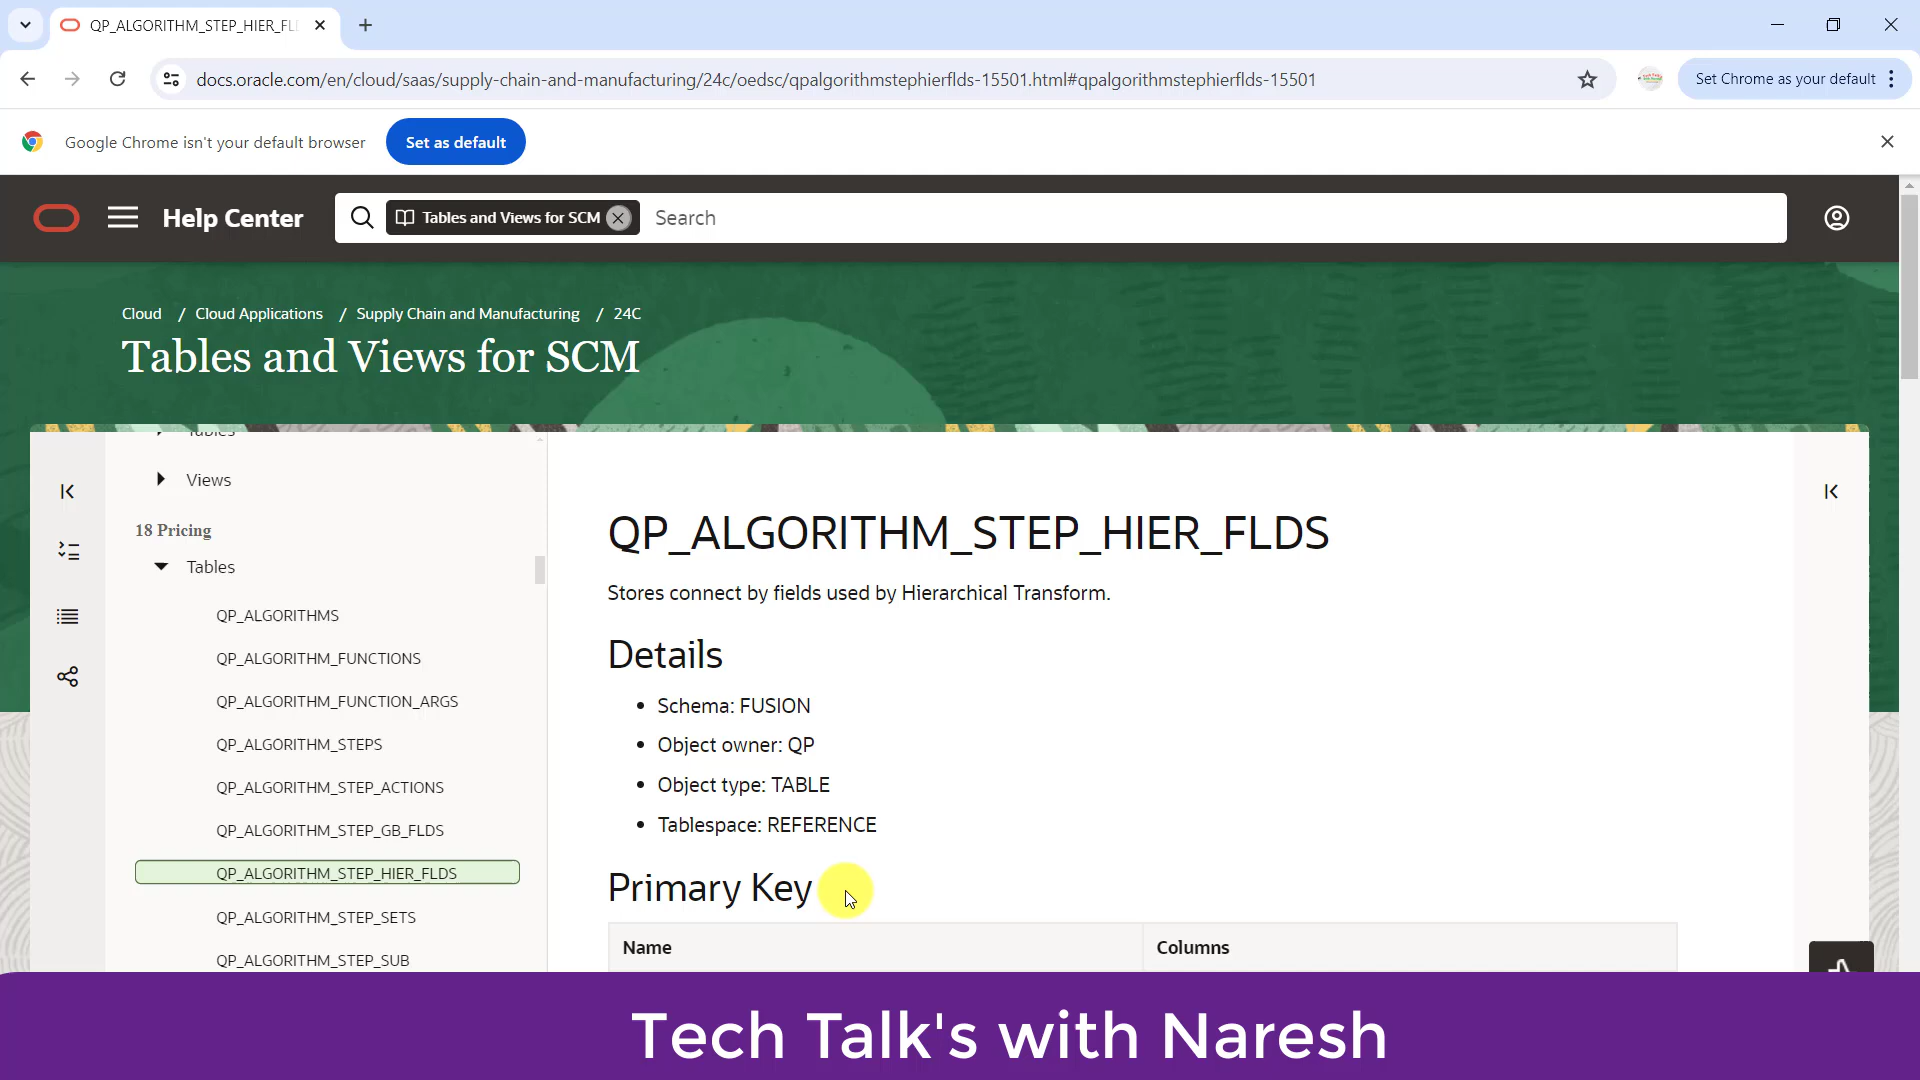 QP_ALGORITHM_STEP_HIER_FL
docs.oracle.com/en/cloud/saas/supply-chain-and-manufacturing/24c/oedsc/qpalgorithmstephierflds-15501.html#qpalgorithmstephierflds-15501
Set Chrome as your default
Google Chrome isn't your default browser
Set as default
Help Center
Tables and Views for SCM
Search
Cloud / Cloud Applications / Supply Chain and Manufacturing / 24C
Tables and Views for SCM
Tables
Views
18 Pricing
Tables
QP_ALGORITHMS
QP_ALGORITHM_FUNCTIONS
QP_ALGORITHM_FUNCTION_ARGS
QP_ALGORITHM_STEPS
QP_ALGORITHM_STEP_ACTIONS
QP_ALGORITHM_STEP_GB_FLDS
QP_ALGORITHM_STEP_HIER_FLDS
QP_ALGORITHM_STEP_SETS
QP_ALGORITHM_STEP_SUB
QP_ALGORITHM_STEP_HIER_FLDS
Stores connect by fields used by Hierarchical Transform.
Details
• Schema: FUSION
• Object owner: QP
• Object type: TABLE
• Tablespace: REFERENCE
Primary Key
Name Columns
Tech Talk's with Naresh